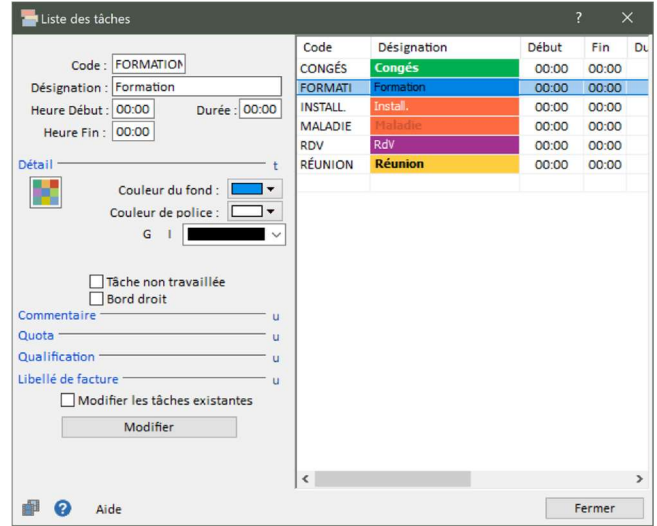 Liste des tâches ? ×
Code : FORMATION
Désignation : Formation
Heure Début : 00:00 Durée : 00:00
Heure Fin : 00:00
Détail t
Couleur du fond :
Couleur de police :
G I
Tâche non travaillée
Bord droit
Commentaire u
Quota u
Qualification u
Libellé de facture u
Modifier les tâches existantes
Modifier
Code Désignation Début Fin Du
CONGÉS Congés 00:00 00:00
FORMATI Formation 00:00 00:00
INSTALL. Install. 00:00 00:00
MALADIE Maladie 00:00 00:00
RDV RdV 00:00 00:00
RÉUNION Réunion 00:00 00:00
? Aide
Fermer